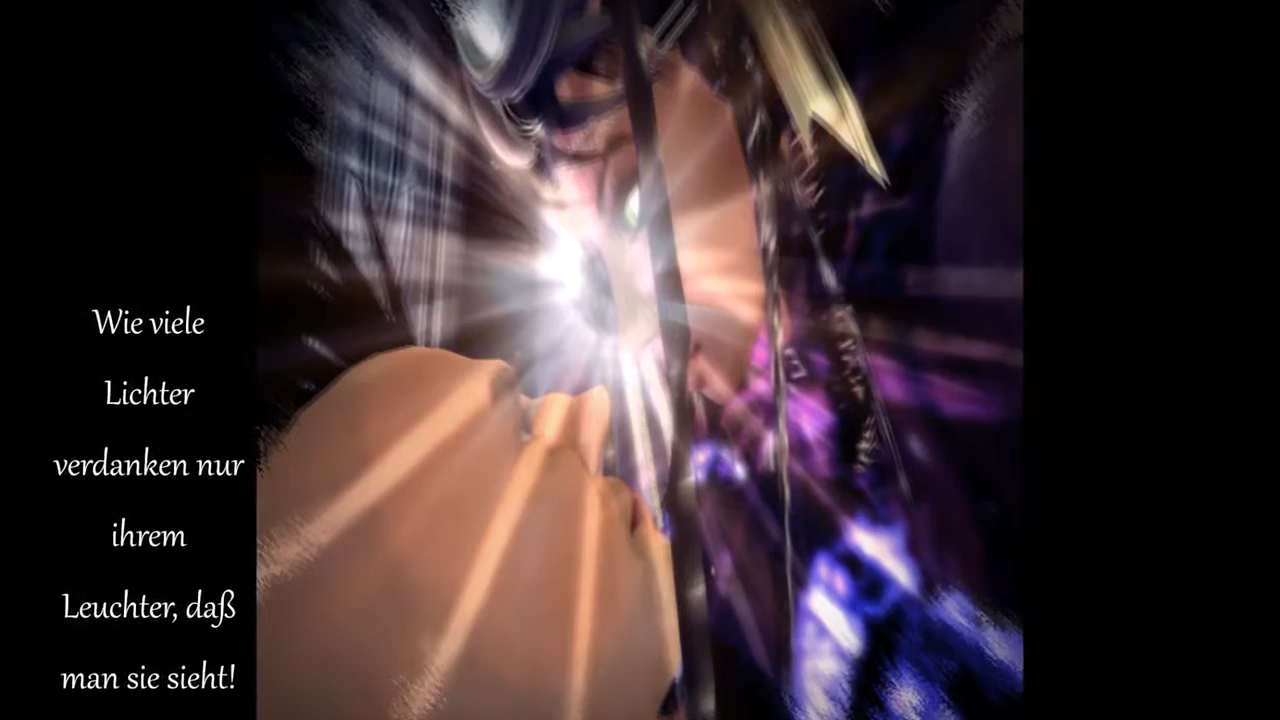 Wie viele
Lichter
verdanken nur
ihrem
Leuchter, daß
man sie sieht!